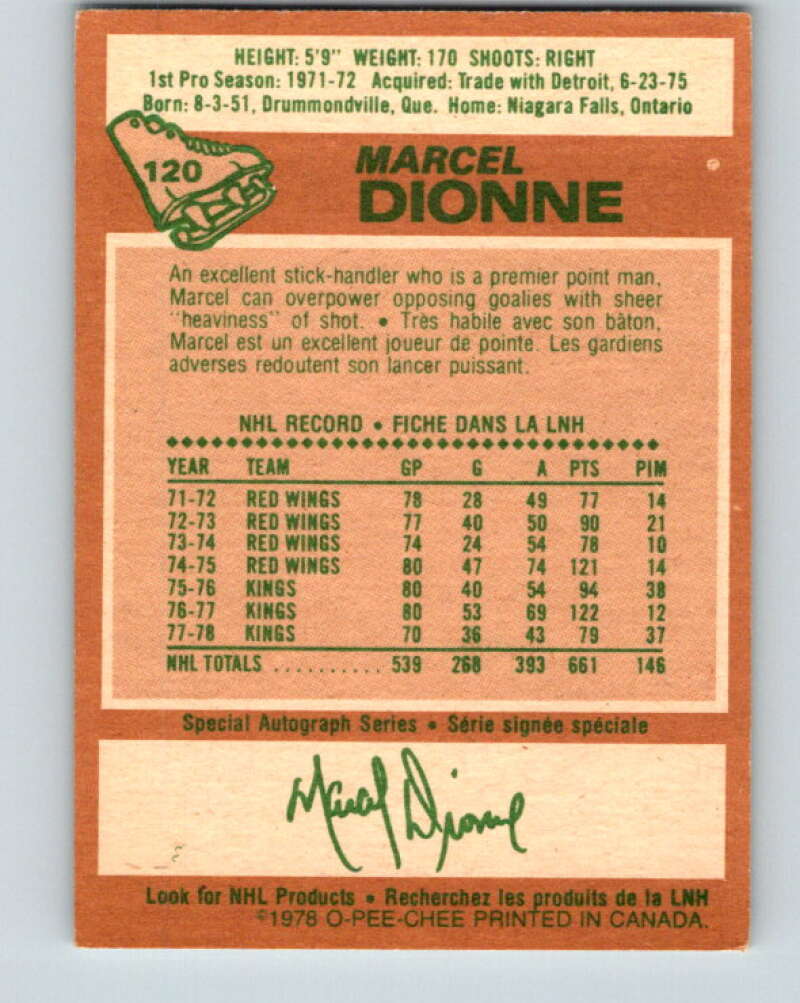 HEIGHT: 5'9" WEIGHT: 170 SHOOTS: RIGHT
1st Pro Season: 1971-72 Acquired: Trade with Detroit, 6-23-75
Born: 8-3-51, Drummondville, Que. Home: Niagara Falls, Ontario
120
MARCEL
DIONNE
An excellent stick-handler who is a premier point man,
Marcel can overpower opposing goalies with sheer
"heaviness" of shot. • Très habile avec son bâton,
Marcel est un excellent joueur de pointe. Les gardiens
adverses redoutent son lancer puissant.
NHL RECORD • FICHE DANS LA LNH
YEAR TEAM GP G A PTS PIM
71-72 RED WINGS 78 28 49 77 14
72-73 RED WINGS 77 40 50 90 21
73-74 RED WINGS 74 24 54 78 10
74-75 RED WINGS 80 47 74 121 14
75-76 KINGS 80 40 54 94 38
76-77 KINGS 80 53 69 122 12
77-78 KINGS 70 36 43 79 37
NHL TOTALS .......... 539 268 393 661 146
Special Autograph Series • Série signée spéciale
Marcel Dionne
Look for NHL Products • Recherchez les produits de la LNH
©1978 O-PEE-CHEE PRINTED IN CANADA.